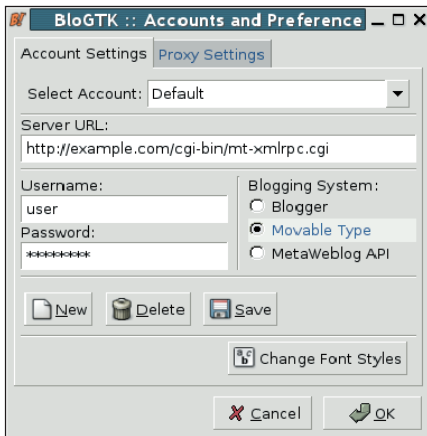 BloGTK :: Accounts and Preference
Account Settings
Proxy Settings
Select Account: Default
Server URL:
http://example.com/cgi-bin/mt-xmlrpc.cgi
Username:
user
Password:
********
Blogging System:
Blogger
Movable Type
MetaWeblog API
New
Delete
Save
Change Font Styles
Cancel
OK